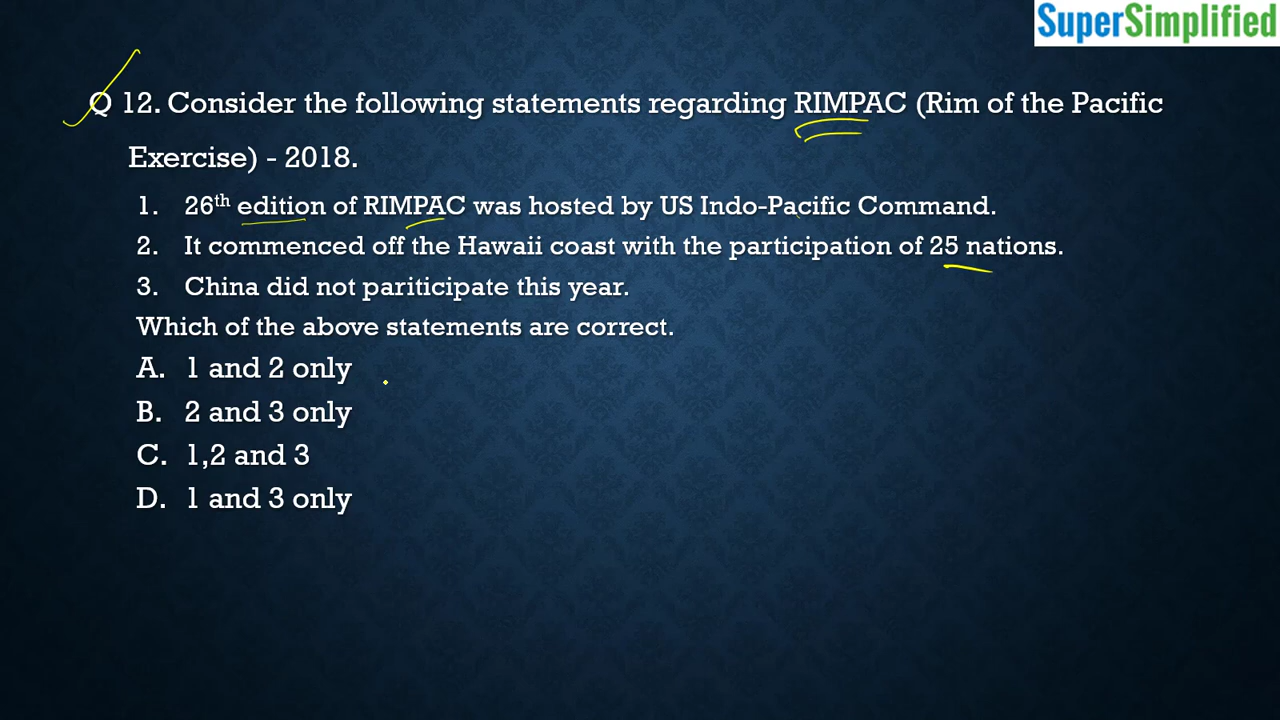 SuperSimplified
Q 12. Consider the following statements regarding RIMPAC (Rim of the Pacific
Exercise) - 2018.
1. 26th edition of RIMPAC was hosted by US Indo-Pacific Command.
2. It commenced off the Hawaii coast with the participation of 25 nations.
3. China did not pariticipate this year.
Which of the above statements are correct.
A. 1 and 2 only
B. 2 and 3 only
C. 1,2 and 3
D. 1 and 3 only